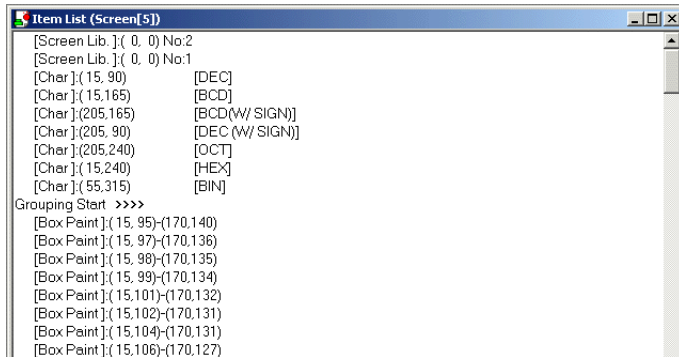 Item List (Screen[5])
[Screen Lib. ]:( 0, 0) No:2
[Screen Lib. ]:( 0, 0) No:1
[Char ]:( 15, 90) [DEC]
[Char ]:( 15,165) [BCD]
[Char ]:(205,165) [BCD(W/ SIGN)]
[Char ]:(205, 90) [DEC (W/ SIGN)]
[Char ]:(205,240) [OCT]
[Char ]:( 15,240) [HEX]
[Char ]:( 55,315) [BIN]
Grouping Start >>>>
[Box Paint ]:( 15, 95)-(170,140)
[Box Paint ]:( 15, 97)-(170,136)
[Box Paint ]:( 15, 98)-(170,135)
[Box Paint ]:( 15, 99)-(170,134)
[Box Paint ]:( 15,101)-(170,132)
[Box Paint ]:( 15,102)-(170,131)
[Box Paint ]:( 15,104)-(170,131)
[Box Paint ]:( 15,106)-(170,127)